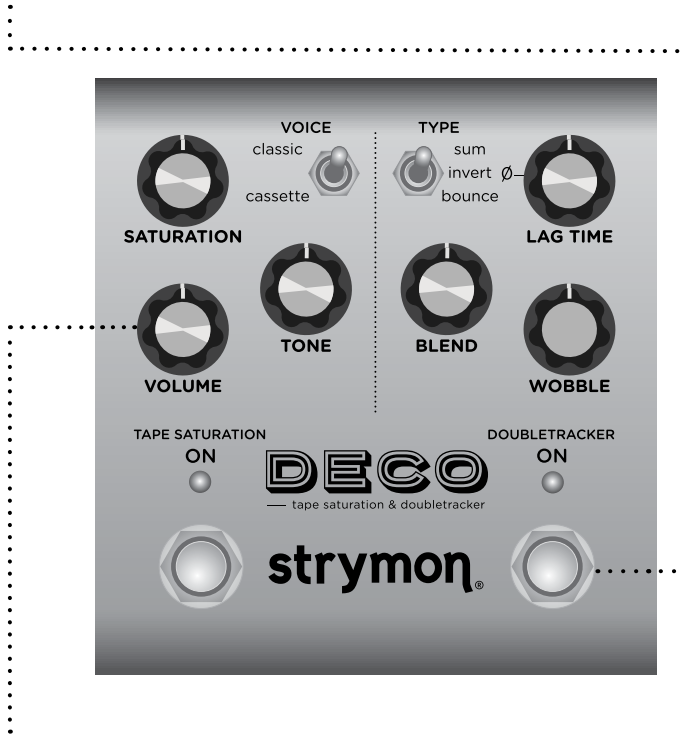 VOICE
classic
cassette
TYPE
sum
invert Ø
bounce
SATURATION
LAG TIME
TONE
BLEND
VOLUME
WOBBLE
TAPE SATURATION
ON
DOUBLETRACKER
ON
DECO
tape saturation & doubletracker
strymon®